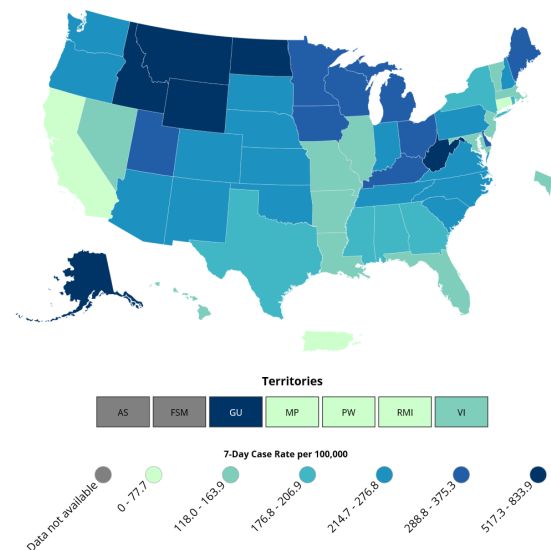 Territories
AS FSM GU MP PW RMI VI
7-Day Case Rate per 100,000
Data not available
0 - 77.7
118.0 - 163.9
176.8 - 206.9
214.7 - 276.8
288.8 - 375.3
517.3 - 833.9